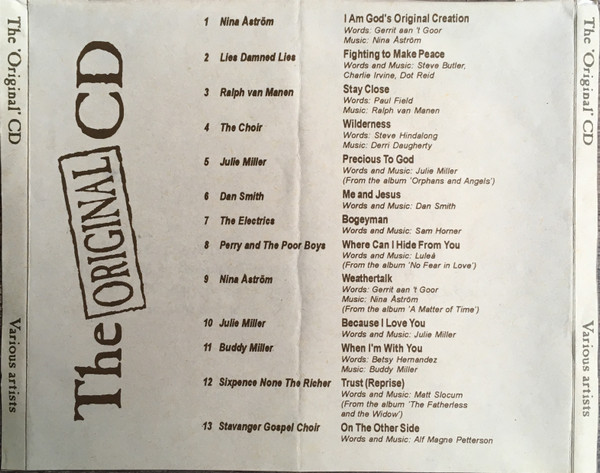 The 'Original' CD
Various artists
The ORIGINAL CD
1 Nina Åström I Am God's Original Creation
Words: Gerrit aan 't Goor
Music: Nina Åström
2 Lies Damned Lies Fighting to Make Peace
Words and Music: Steve Butler,
Charlie Irvine, Dot Reid
3 Ralph van Manen Stay Close
Words: Paul Field
Music: Ralph van Manen
4 The Choir Wilderness
Words: Steve Hindalong
Music: Derri Daugherty
5 Julie Miller Precious To God
Words and Music: Julie Miller
(From the album 'Orphans and Angels')
6 Dan Smith Me and Jesus
Words and Music: Dan Smith
7 The Electrics Bogeyman
Words and Music: Sam Horner
8 Perry and The Poor Boys Where Can I Hide From You
Words and Music: Luleå
(From the album 'No Fear in Love')
9 Nina Åström Weathertalk
Words: Gerrit aan 't Goor
Music: Nina Åström
(From the album 'A Matter of Time')
10 Julie Miller Because I Love You
Words and Music: Julie Miller
11 Buddy Miller When I'm With You
Words: Betsy Hernandez
Music: Buddy Miller
12 Sixpence None The Richer Trust (Reprise)
Words and Music: Matt Slocum
(From the album 'The Fatherless
and the Widow')
13 Stavanger Gospel Choir On The Other Side
Words and Music: Alf Magne Petterson
The 'Original' CD
Various artists